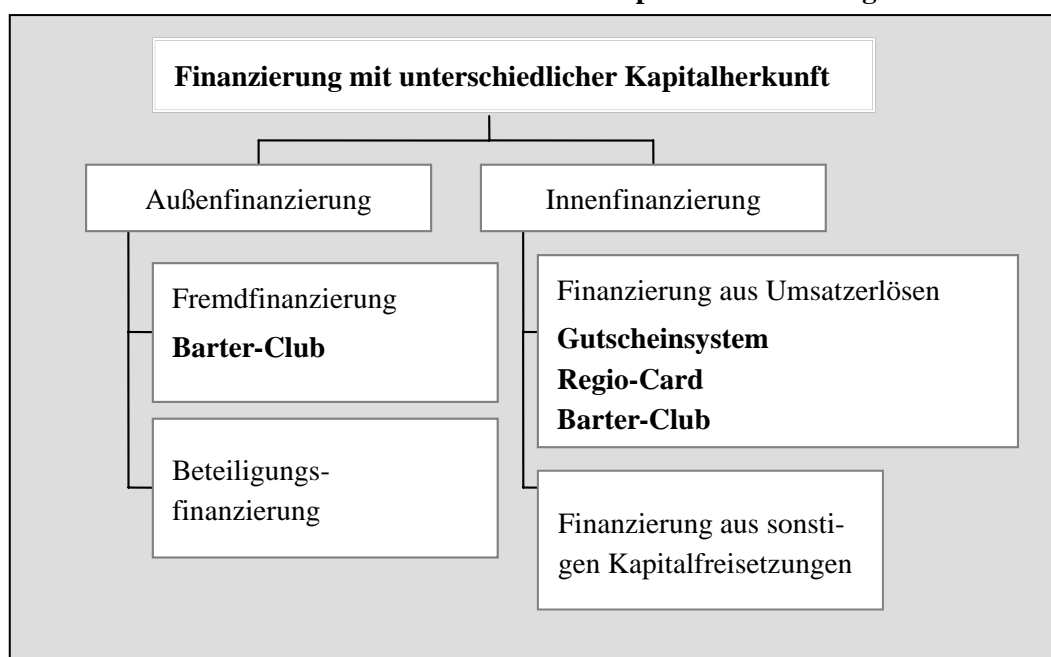 Finanzierung mit unterschiedlicher Kapitalherkunft
Außenfinanzierung
Innenfinanzierung
Fremdfinanzierung
Barter-Club
Beteiligungs-
finanzierung
Finanzierung aus Umsatzerlösen
Gutscheinsystem
Regio-Card
Barter-Club
Finanzierung aus sonsti-
gen Kapitalfreisetzungen